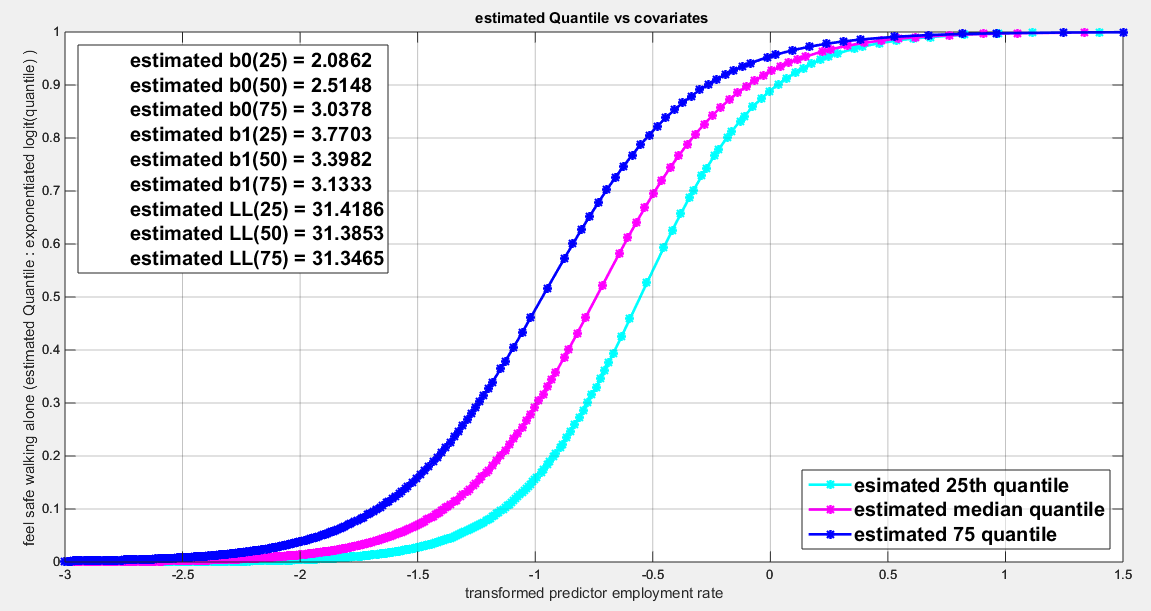 estimated Quantile vs covariates
feel safe walking alone (estimated Quantile : exponentiated logit(quantile) )
1
0.9
0.8
0.7
0.6
0.5
0.4
0.3
0.2
0.1
0
estimated b0(25) = 2.0862
estimated b0(50) = 2.5148
estimated b0(75) = 3.0378
estimated b1(25) = 3.7703
estimated b1(50) = 3.3982
estimated b1(75) = 3.1333
estimated LL(25) = 31.4186
estimated LL(50) = 31.3853
estimated LL(75) = 31.3465
esimated 25th quantile
estimated median quantile
estimated 75 quantile
-3 -2.5 -2 -1.5 -1 -0.5 0 0.5 1 1.5
transformed predictor employment rate